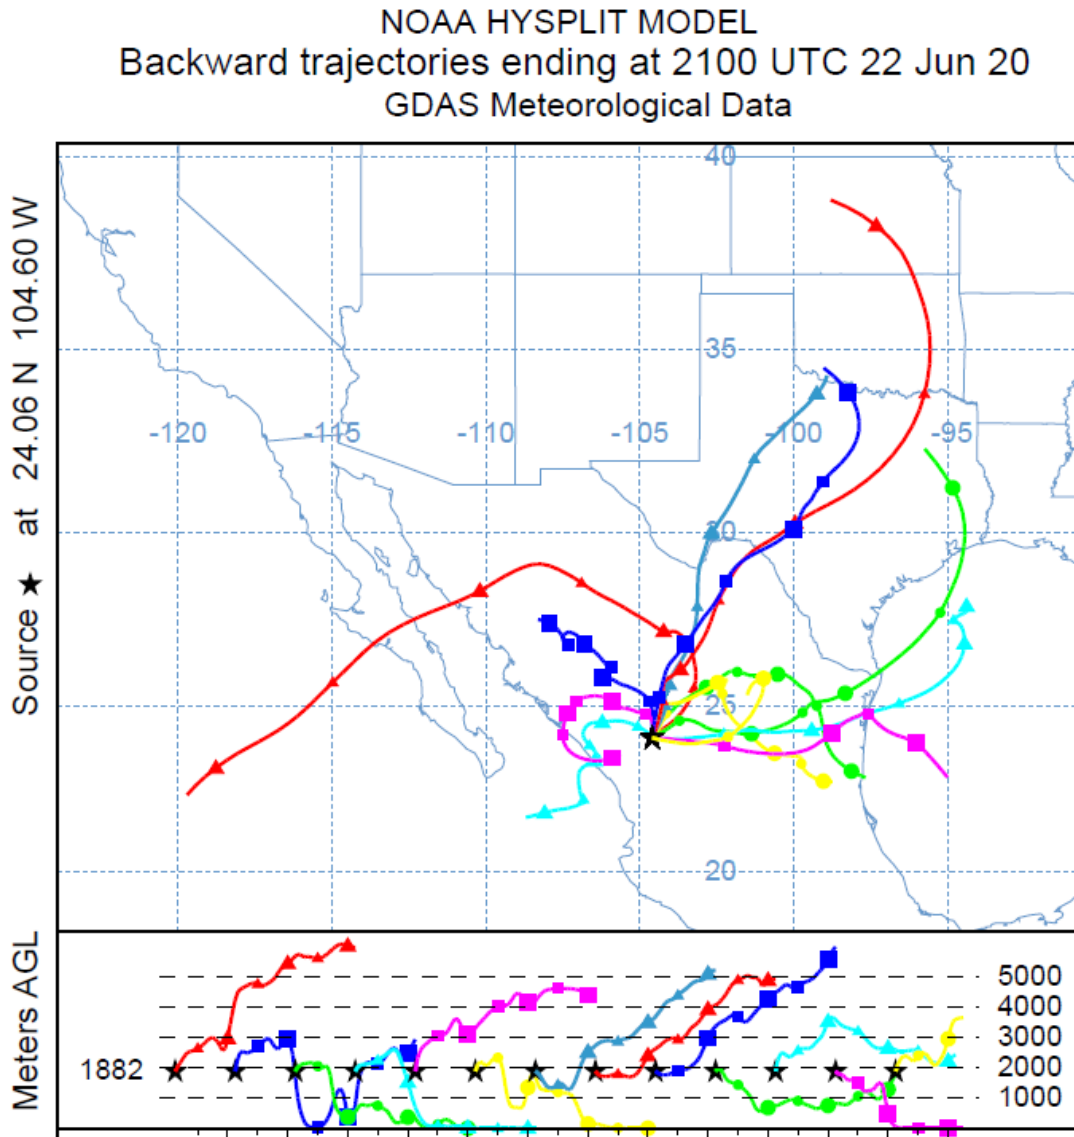 NOAA HYSPLIT MODEL
Backward trajectories ending at 2100 UTC 22 Jun 20
GDAS Meteorological Data
Source ★ at 24.06 N 104.60 W
40
35
-120 -115 -110 -105 -100 -95
30
25
20
Meters AGL
5000
4000
3000
1882 2000
1000